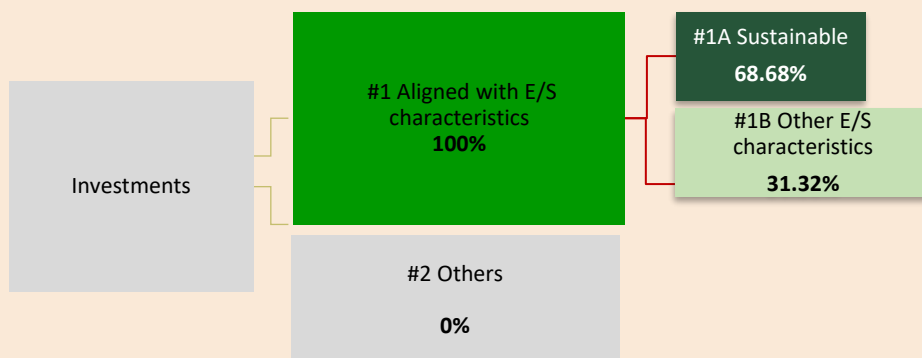 Investments
#1 Aligned with E/S
characteristics
100%
#1A Sustainable
68.68%
#1B Other E/S
characteristics
31.32%
#2 Others
0%